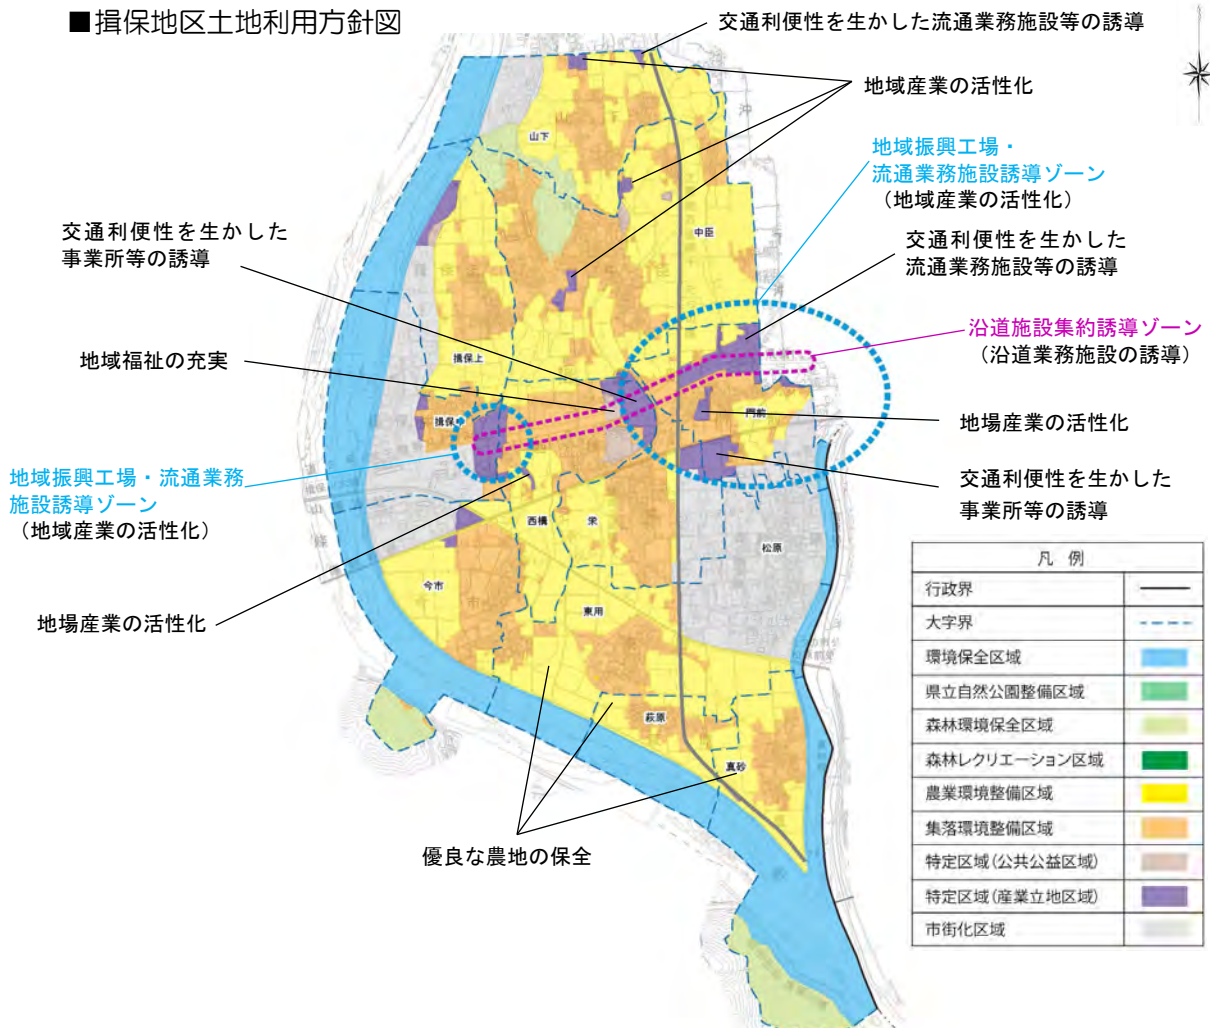 ■揖保地区土地利用方針図
交通利便性を生かした流通業務施設等の誘導
地域産業の活性化
地域振興工場・
流通業務施設誘導ゾーン
(地域産業の活性化)
交通利便性を生かした
流通業務施設等の誘導
沿道施設集約誘導ゾーン
(沿道業務施設の誘導)
地場産業の活性化
交通利便性を生かした
事業所等の誘導
交通利便性を生かした
事業所等の誘導
地域福祉の充実
地域振興工場・流通業務
施設誘導ゾーン
(地域産業の活性化)
地場産業の活性化
優良な農地の保全
山下
中臣
揖保上
揖保中
門前
西構
栄
松原
今市
東用
萩原
真砂
凡 例
行政界
大字界
環境保全区域
県立自然公園整備区域
森林環境保全区域
森林レクリエーション区域
農業環境整備区域
集落環境整備区域
特定区域(公共公益区域)
特定区域(産業立地区域)
市街化区域